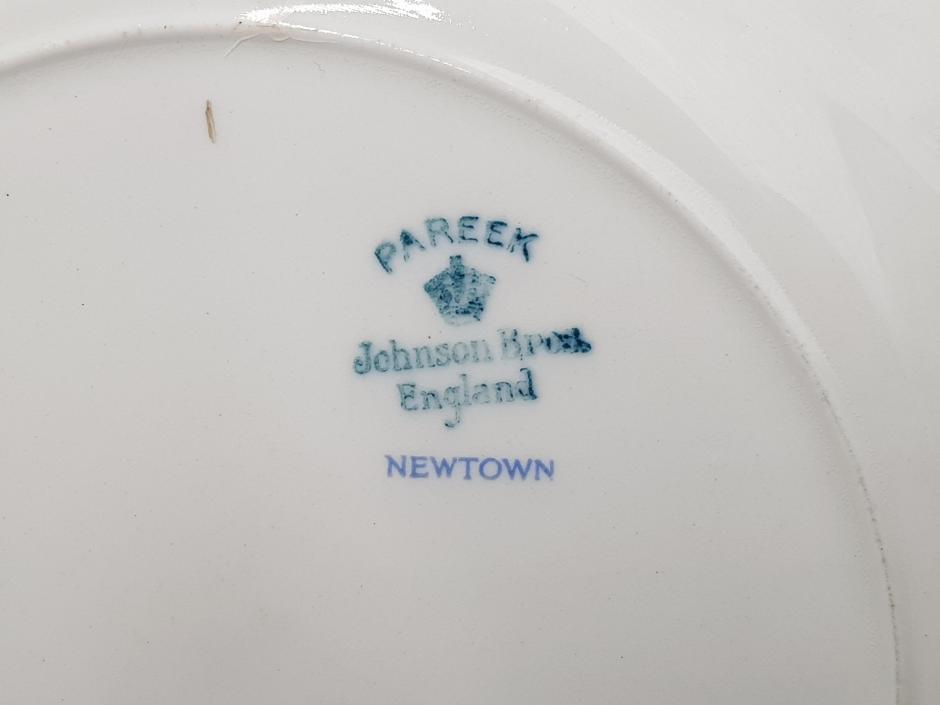 PAREEK
Johnson Bros.
England
NEWTOWN